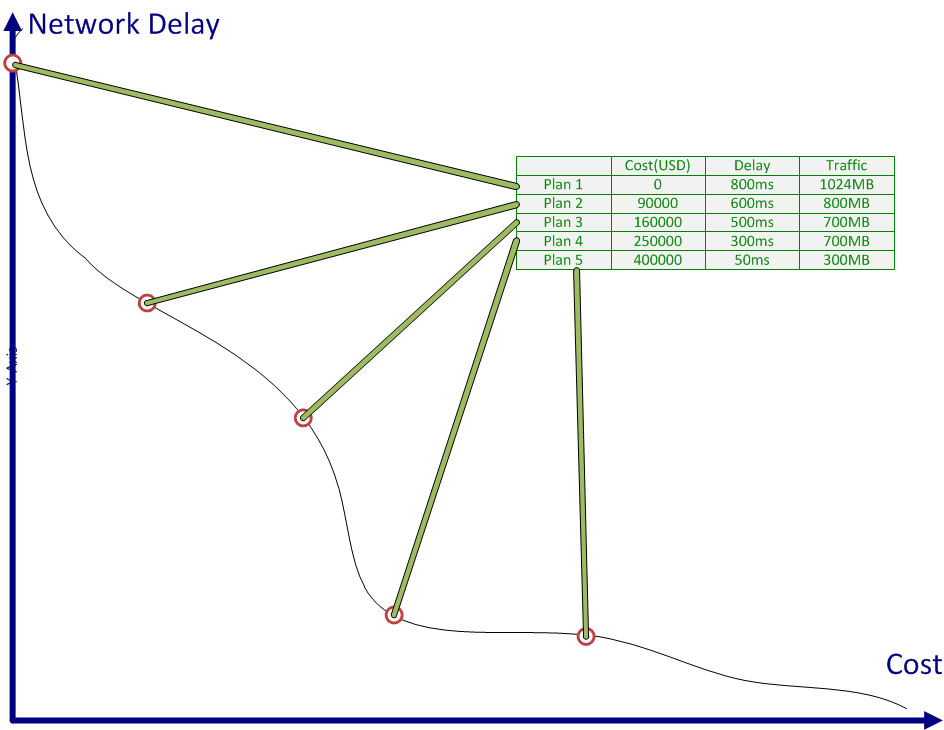 Network Delay
Cost(USD) Delay Traffic
Plan 1 0 800ms 1024MB
Plan 2 90000 600ms 800MB
Plan 3 160000 500ms 700MB
Plan 4 250000 300ms 700MB
Plan 5 400000 50ms 300MB
Y-Axis
Cost